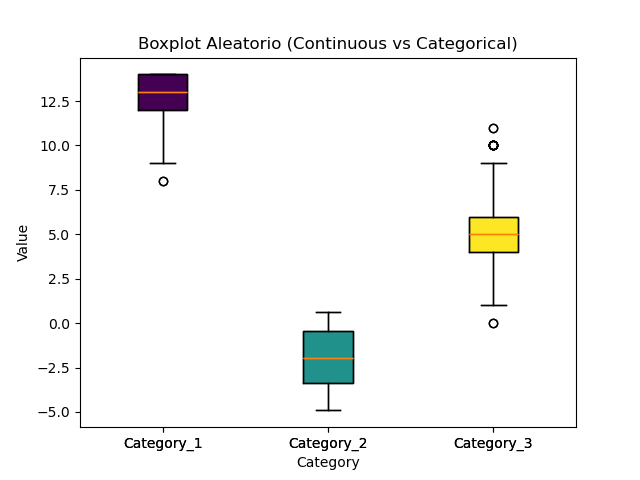 Boxplot Aleatorio (Continuous vs Categorical)
12.5
10.0
7.5
5.0
2.5
0.0
−2.5
−5.0
Value
Category_1 Category_2 Category_3
Category